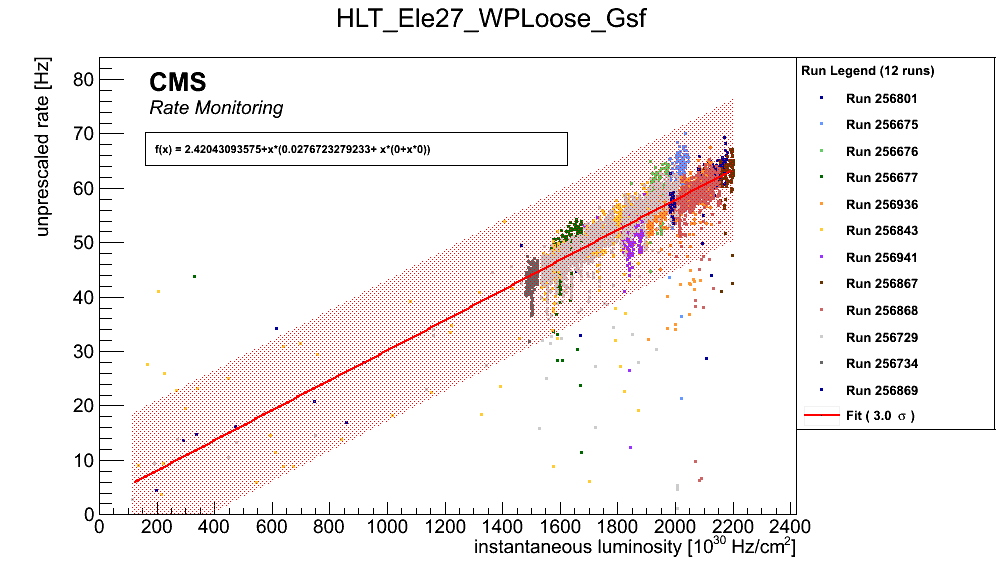 HLT_Ele27_WPLoose_Gsf
unprescaled rate [Hz]
80
70
60
50
40
30
20
10
0
CMS
Rate Monitoring
f(x) = 2.42043093575+x*(0.0276723279233+ x*(0+x*0))
0 200 400 600 800 1000 1200 1400 1600 1800 2000 2200 2400
instantaneous luminosity [10³⁰ Hz/cm²]
Run Legend (12 runs)
Run 256801
Run 256675
Run 256676
Run 256677
Run 256936
Run 256843
Run 256941
Run 256867
Run 256868
Run 256729
Run 256734
Run 256869
Fit ( 3.0 σ )